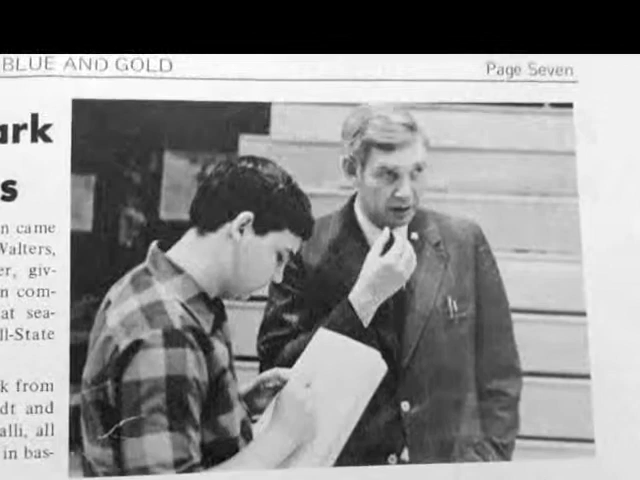 BLUE AND GOLD
Page Seven
ark
s
n came
Walters,
er, giv-
n com-
at sea-
ll-State
k from
dt and
alli, all
in bas-